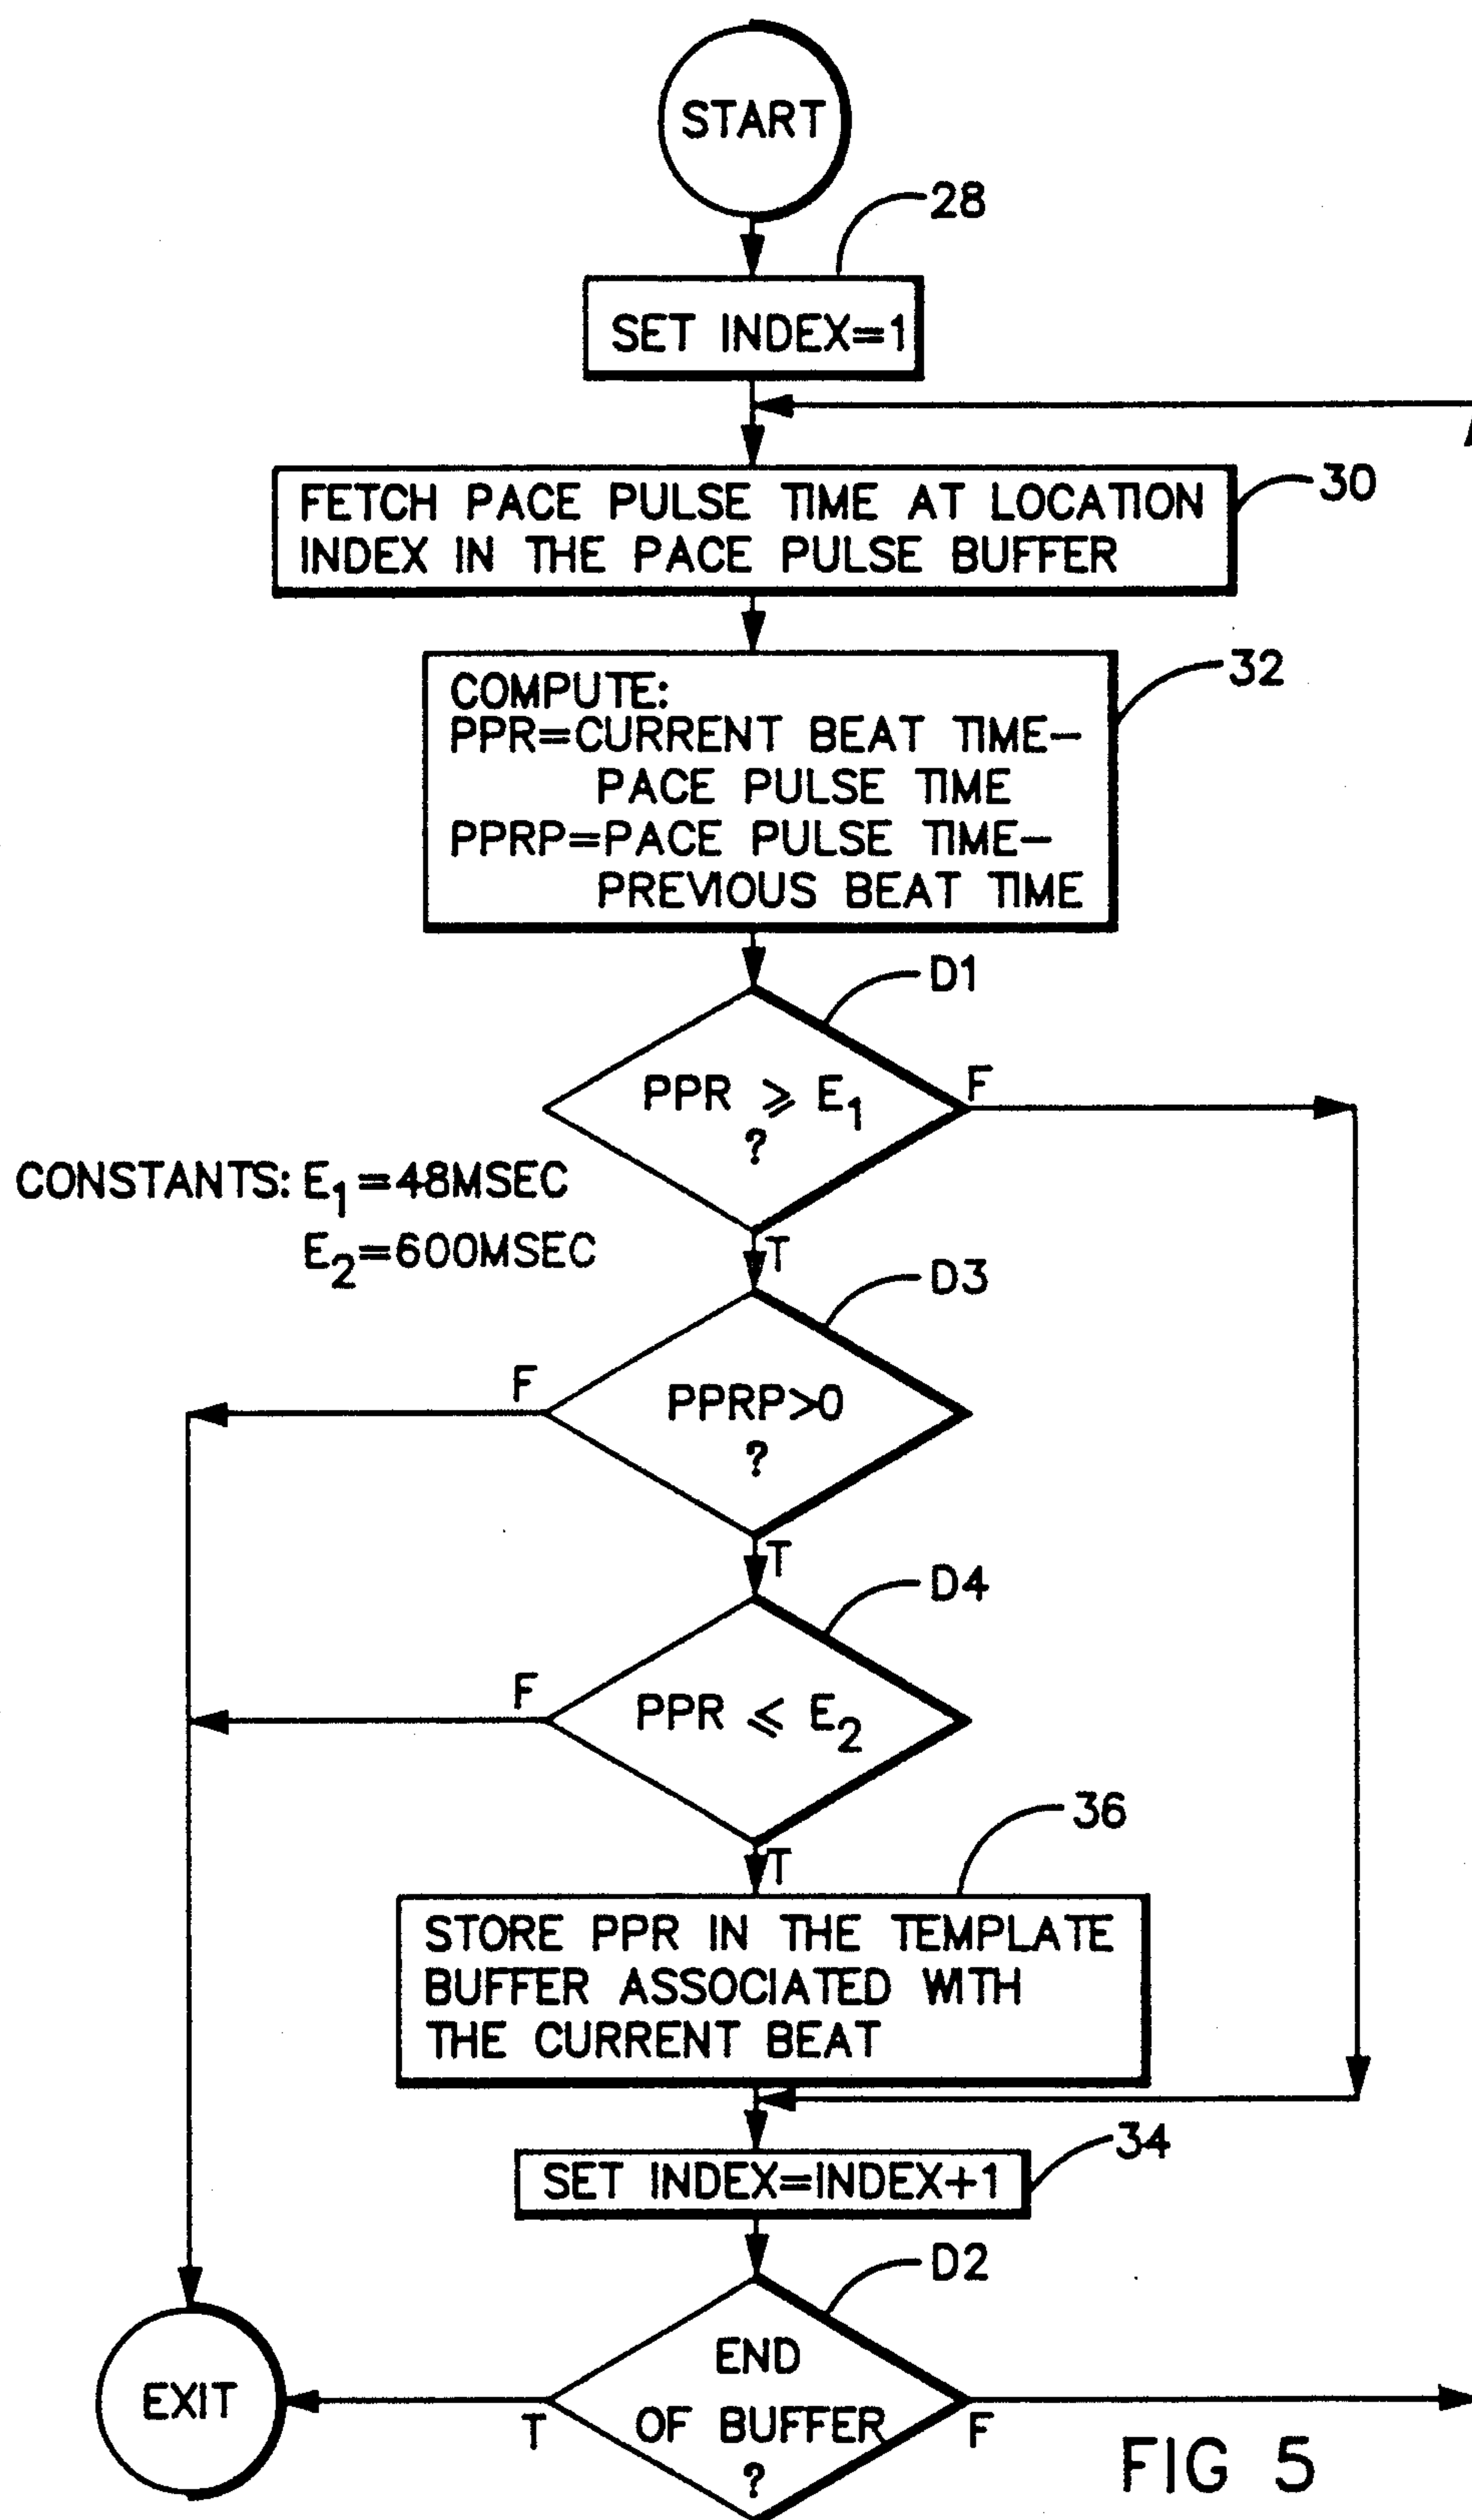 START
28
SET INDEX=1
30
FETCH PACE PULSE TIME AT LOCATION
INDEX IN THE PACE PULSE BUFFER
32
COMPUTE:
PPR=CURRENT BEAT TIME-
PACE PULSE TIME
PPRP=PACE PULSE TIME-
PREVIOUS BEAT TIME
D1
PPR ⩾ E₁
?
F
T
CONSTANTS: E₁=48MSEC
E₂=600MSEC
D3
PPRP>0
?
F
T
D4
PPR ⩽ E₂
F
T
36
STORE PPR IN THE TEMPLATE
BUFFER ASSOCIATED WITH
THE CURRENT BEAT
34
SET INDEX=INDEX+1
D2
END
OF BUFFER
?
T
F
EXIT
FIG 5